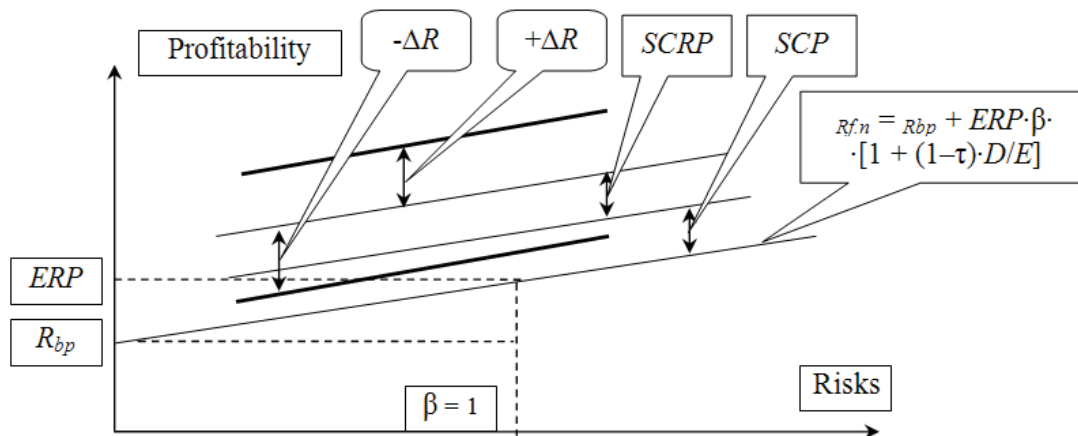 Profitability
-ΔR
+ΔR
SCRP
SCP
Rf.n = Rbp + ERP·β·
·[1 + (1–τ)·D/E]
ERP
Rbp
β = 1
Risks